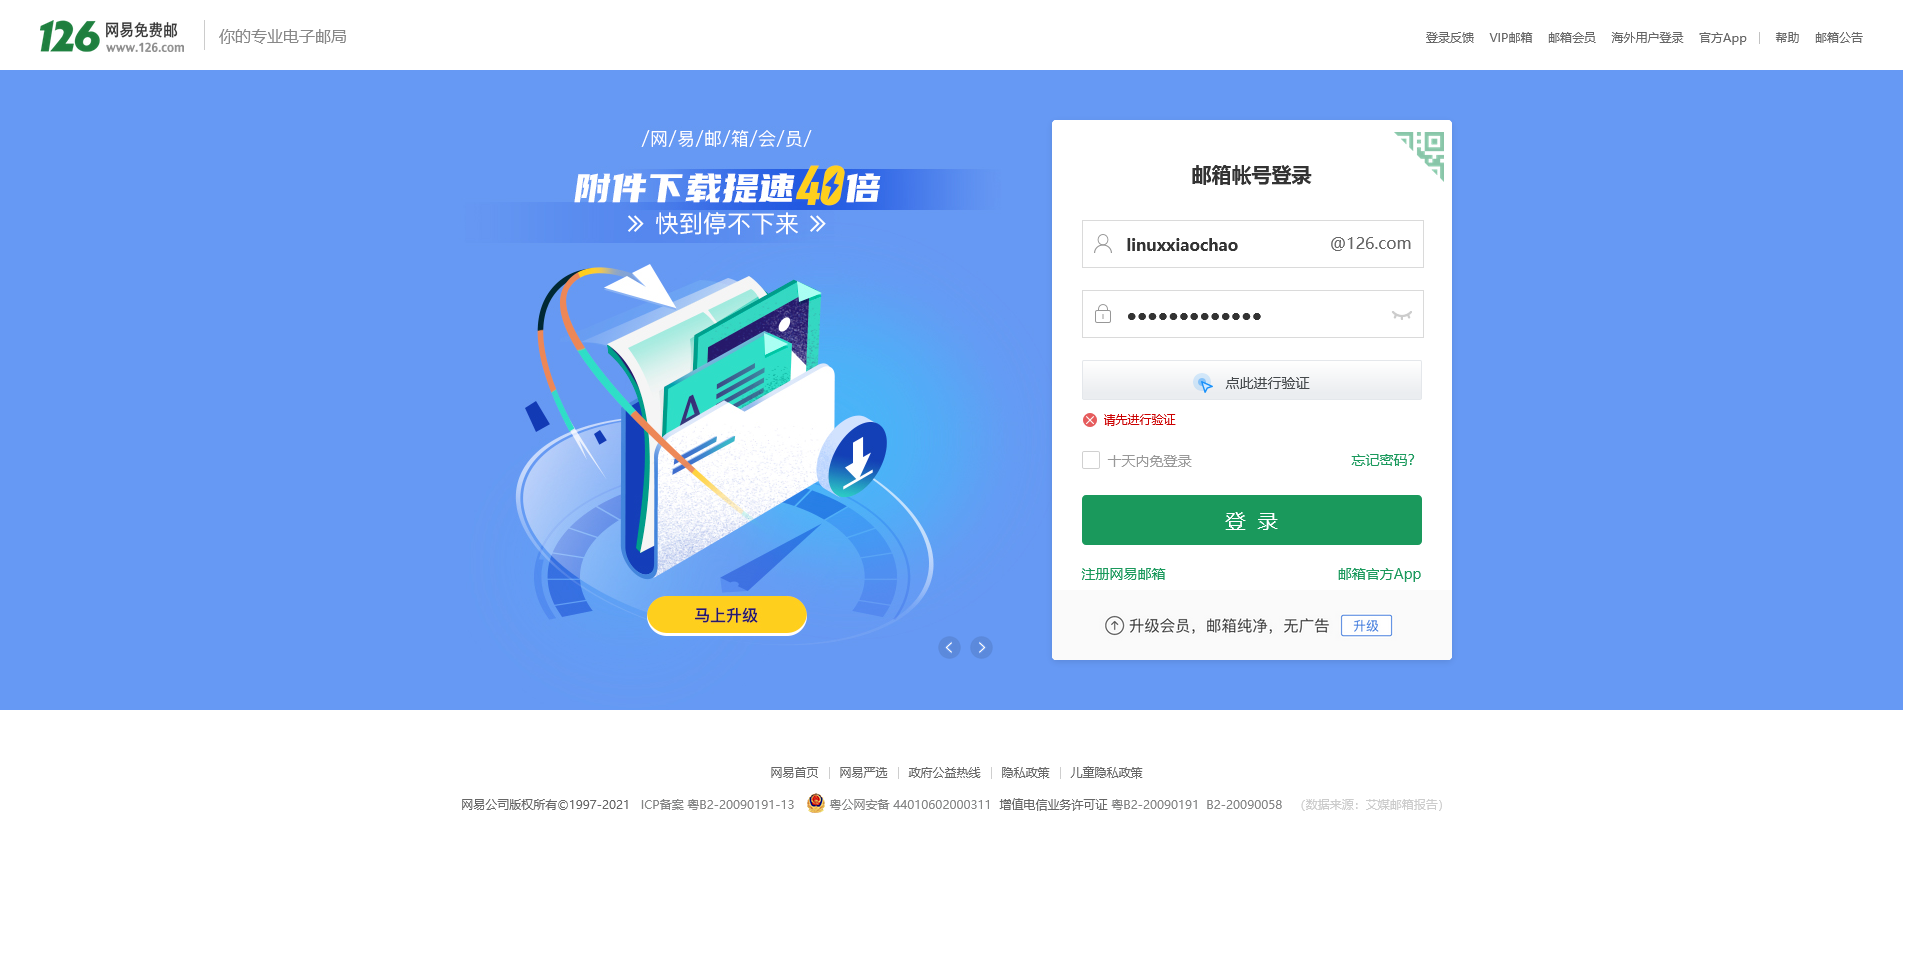 126 网易免费邮
www.126.com
你的专业电子邮局
登录反馈 VIP邮箱 邮箱会员 海外用户登录 官方App | 帮助 邮箱公告
/网/易/邮/箱/会/员/
附件下载提速40倍
快到停不下来
A
马上升级
邮箱帐号登录
linuxxiaochao @126.com
●●●●●●●●●●●●●
点此进行验证
请先进行验证
十天内免登录 忘记密码?
登 录
注册网易邮箱 邮箱官方App
升级会员，邮箱纯净，无广告 升级
网易首页 | 网易严选 | 政府公益热线 | 隐私政策 | 儿童隐私政策
网易公司版权所有©1997-2021 ICP备案 粤B2-20090191-13 粤公网安备 44010602000311 增值电信业务许可证 粤B2-20090191 B2-20090058 （数据来源：艾媒邮箱报告）